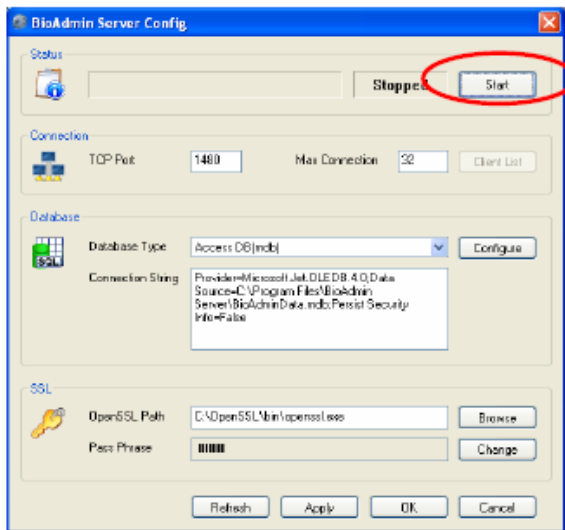 BioAdmin Server Config
Status
Stopped
Start
Connection
TCP Port 1480 Max Connection 32 Client List
Database
SQL
Database Type Access DB(mdb) Configure
Connection String Provider=Microsoft.Jet.OLEDB.4.0;Data
Source=C:\Program Files\BioAdmin
Server\BioAdminData.mdb;Persist Security
Info=False
SSL
OpenSSL Path C:\OpenSSL\bin\openssl.exe Browse
Pass Phrase Change
Refresh Apply OK Cancel